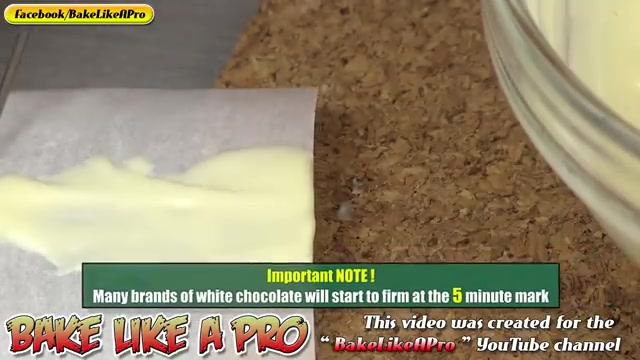 Facebook/BakeLikeAPro
Important NOTE !
Many brands of white chocolate will start to firm at the 5 minute mark
BAKE LIKE A PRO
This video was created for the
“ BakeLikeAPro ” YouTube channel